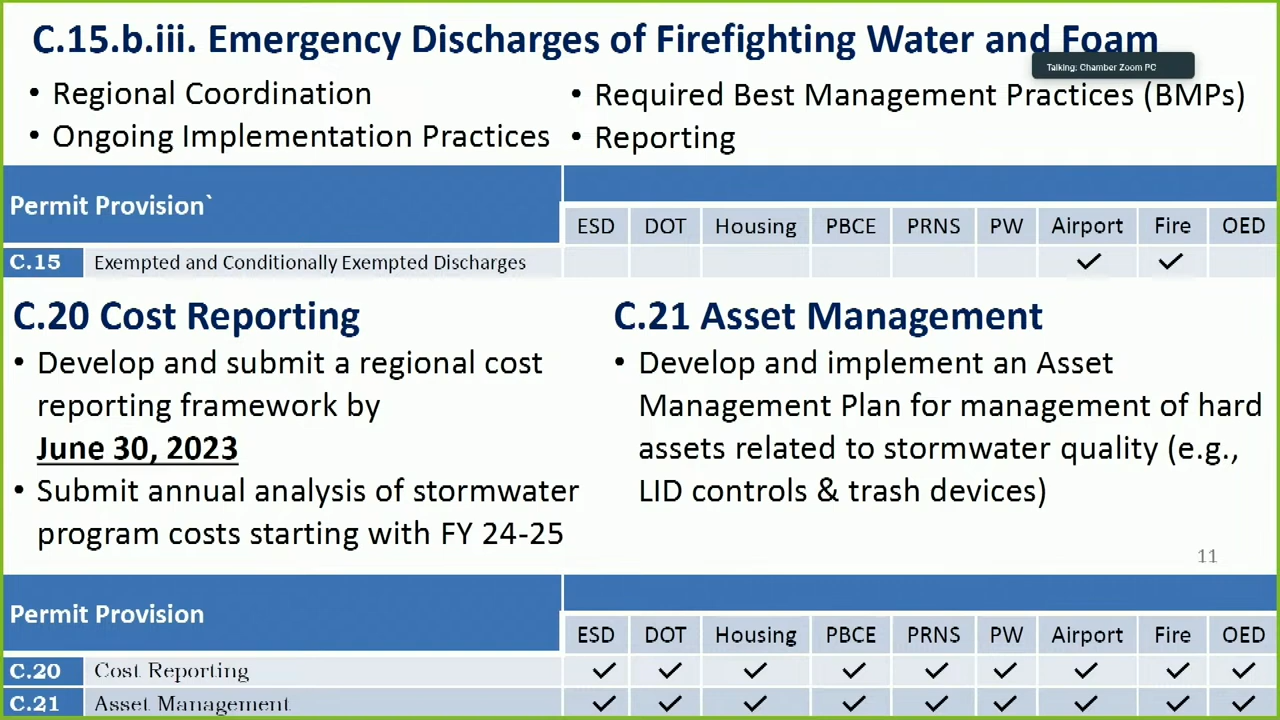 C.15.b.iii. Emergency Discharges of Firefighting Water and Foam
Talking: Chamber Zoom PC
• Regional Coordination
• Ongoing Implementation Practices
• Required Best Management Practices (BMPs)
• Reporting
Permit Provision`
ESD DOT Housing PBCE PRNS PW Airport Fire OED
C.15 Exempted and Conditionally Exempted Discharges ✓ ✓
C.20 Cost Reporting
• Develop and submit a regional cost
reporting framework by
June 30, 2023
• Submit annual analysis of stormwater
program costs starting with FY 24-25
C.21 Asset Management
• Develop and implement an Asset
Management Plan for management of hard
assets related to stormwater quality (e.g.,
LID controls & trash devices)
11
Permit Provision
ESD DOT Housing PBCE PRNS PW Airport Fire OED
C.20 Cost Reporting ✓ ✓ ✓ ✓ ✓ ✓ ✓ ✓ ✓
C.21 Asset Management ✓ ✓ ✓ ✓ ✓ ✓ ✓ ✓ ✓